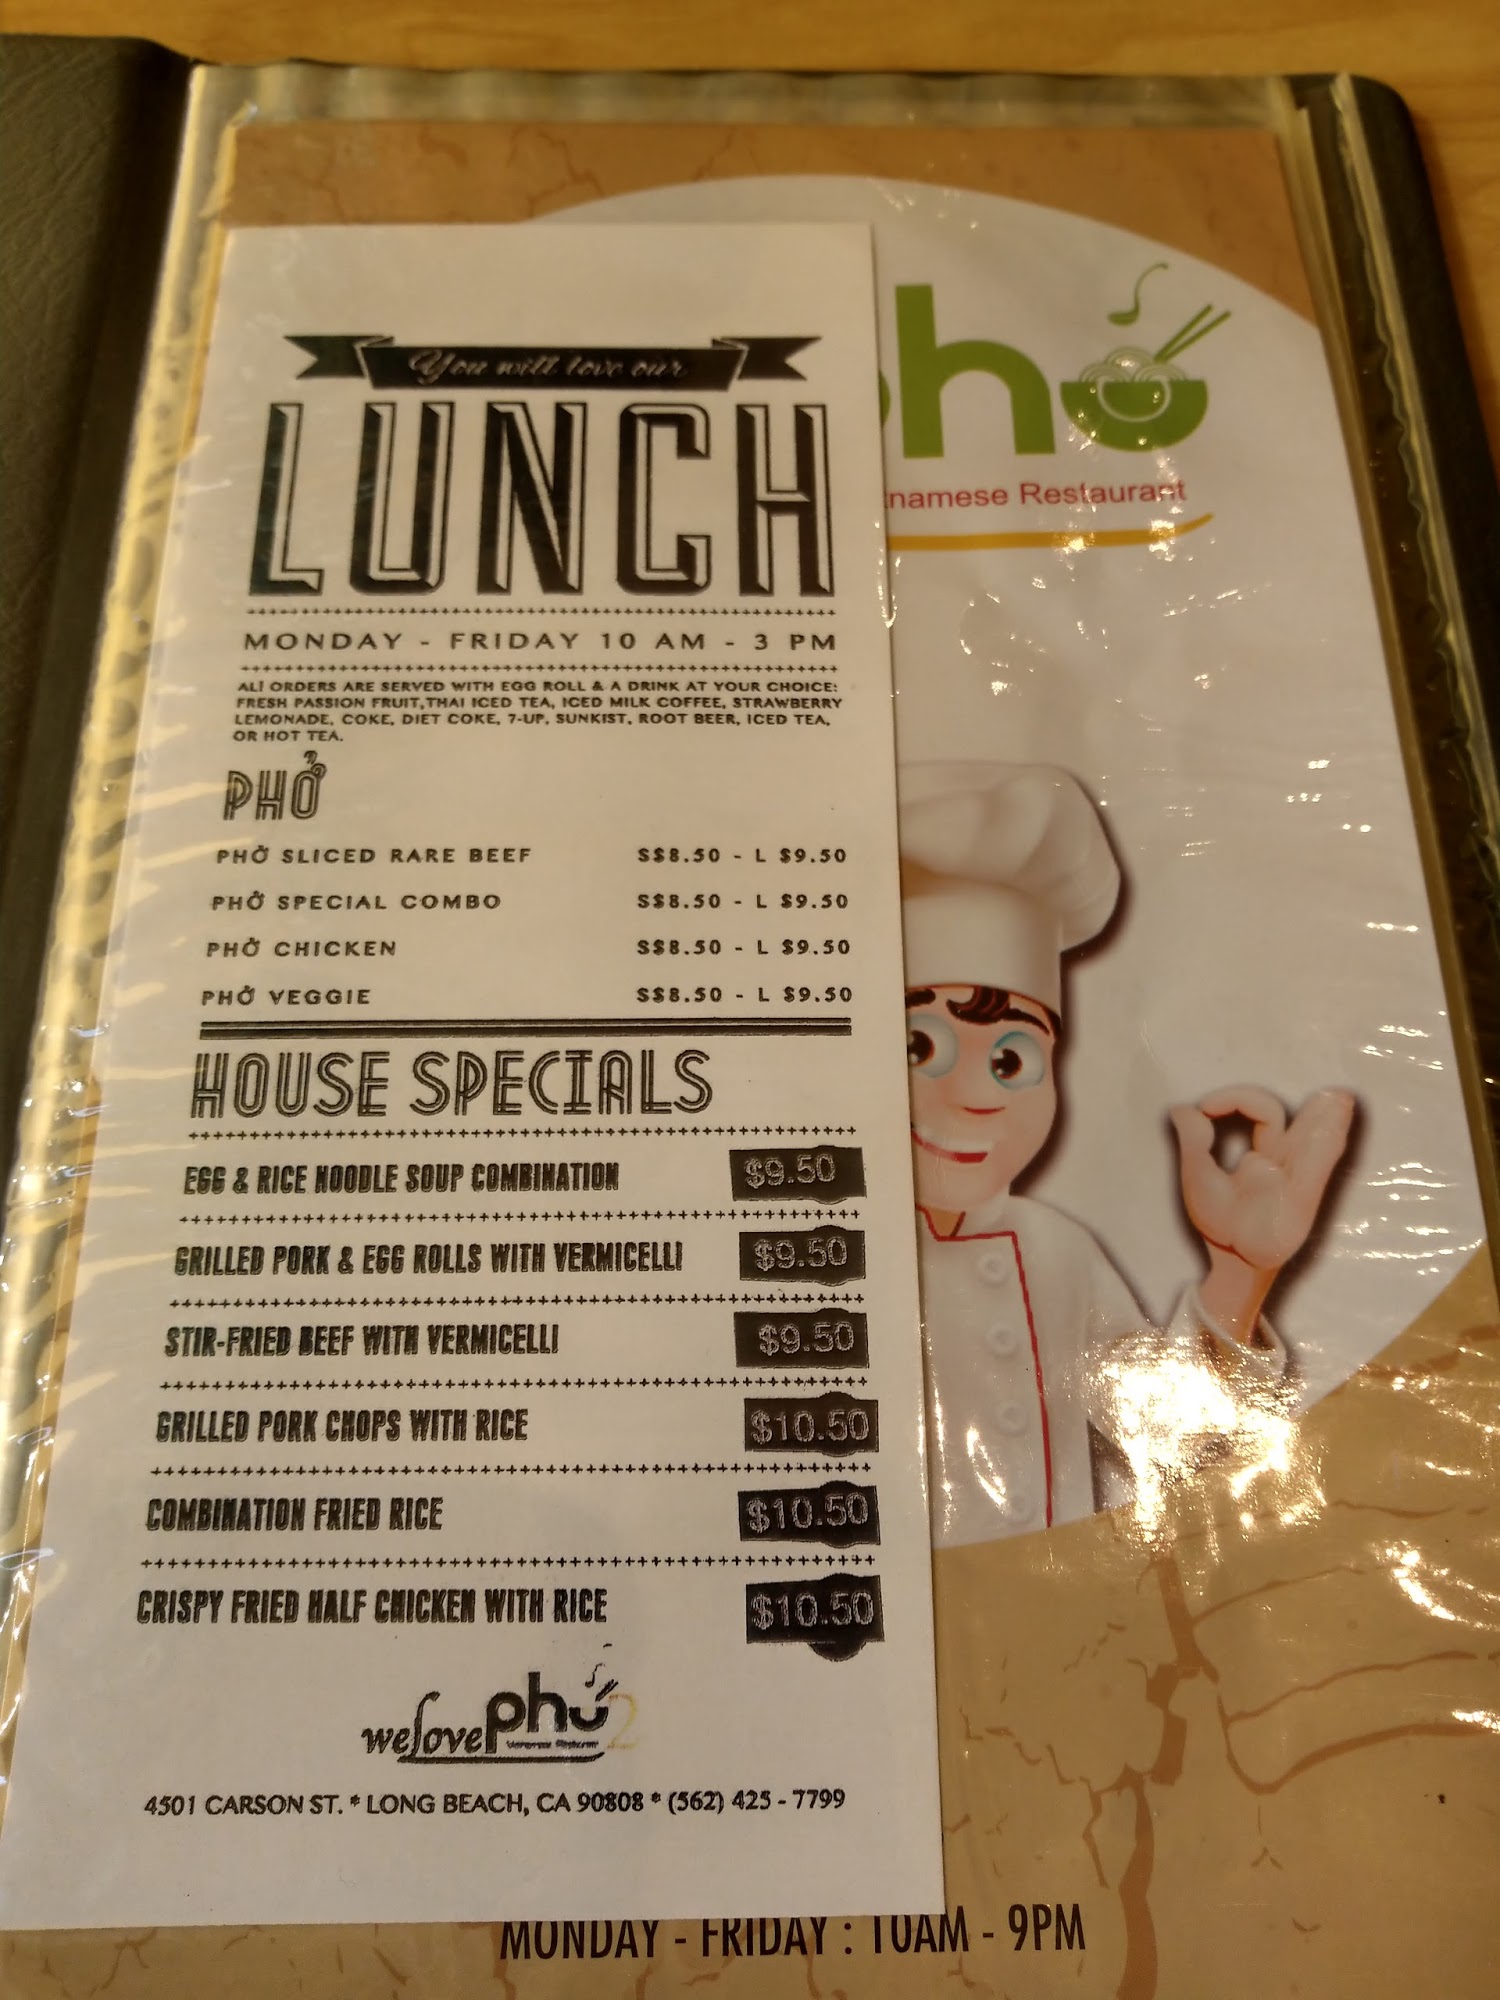 You will love our
LUNCH
MONDAY - FRIDAY 10 AM - 3 PM
ALL ORDERS ARE SERVED WITH EGG ROLL & A DRINK AT YOUR CHOICE:
FRESH PASSION FRUIT,THAI ICED TEA, ICED MILK COFFEE, STRAWBERRY
LEMONADE, COKE, DIET COKE, 7-UP, SUNKIST, ROOT BEER, ICED TEA,
OR HOT TEA.
PHỞ
PHỞ SLICED RARE BEEF S$8.50 - L $9.50
PHỞ SPECIAL COMBO S$8.50 - L $9.50
PHỞ CHICKEN S$8.50 - L $9.50
PHỞ VEGGIE S$8.50 - L $9.50
HOUSE SPECIALS
EGG & RICE NOODLE SOUP COMBINATION $9.50
GRILLED PORK & EGG ROLLS WITH VERMICELLI $9.50
STIR-FRIED BEEF WITH VERMICELLI $9.50
GRILLED PORK CHOPS WITH RICE $10.50
COMBINATION FRIED RICE $10.50
CRISPY FRIED HALF CHICKEN WITH RICE $10.50
welovepho2
Vietnamese Restaurant
4501 CARSON ST. * LONG BEACH, CA 90808 * (562) 425 - 7799
pho
tnamese Restaurant
MONDAY - FRIDAY : 10AM - 9PM